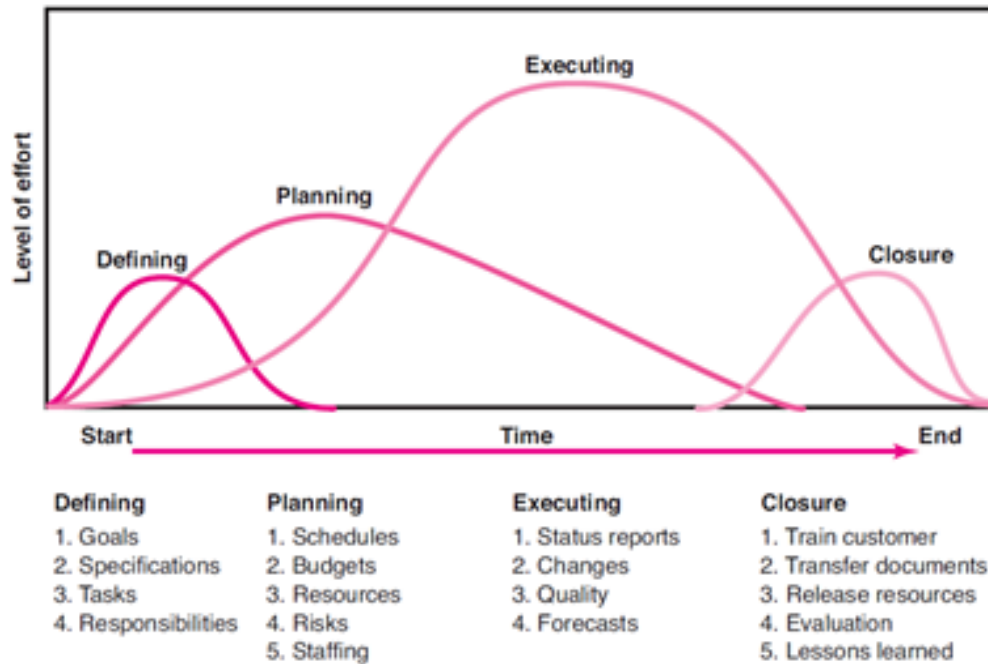 Level of effort
Executing
Planning
Defining
Closure
Start
Time
End
Defining
1. Goals
2. Specifications
3. Tasks
4. Responsibilities
Planning
1. Schedules
2. Budgets
3. Resources
4. Risks
5. Staffing
Executing
1. Status reports
2. Changes
3. Quality
4. Forecasts
Closure
1. Train customer
2. Transfer documents
3. Release resources
4. Evaluation
5. Lessons learned